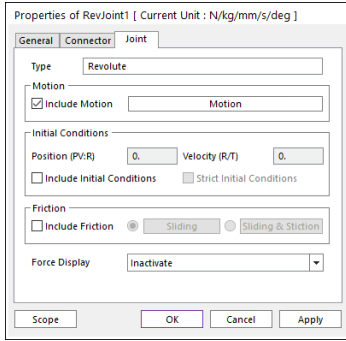 Properties of RevJoint1 [ Current Unit : N/kg/mm/s/deg ]
General Connector Joint
Type Revolute
Motion
Include Motion Motion
Initial Conditions
Position (PV:R) 0. Velocity (R/T) 0.
Include Initial Conditions Strict Initial Conditions
Friction
Include Friction Sliding Sliding & Stiction
Force Display Inactivate
Scope OK Cancel Apply